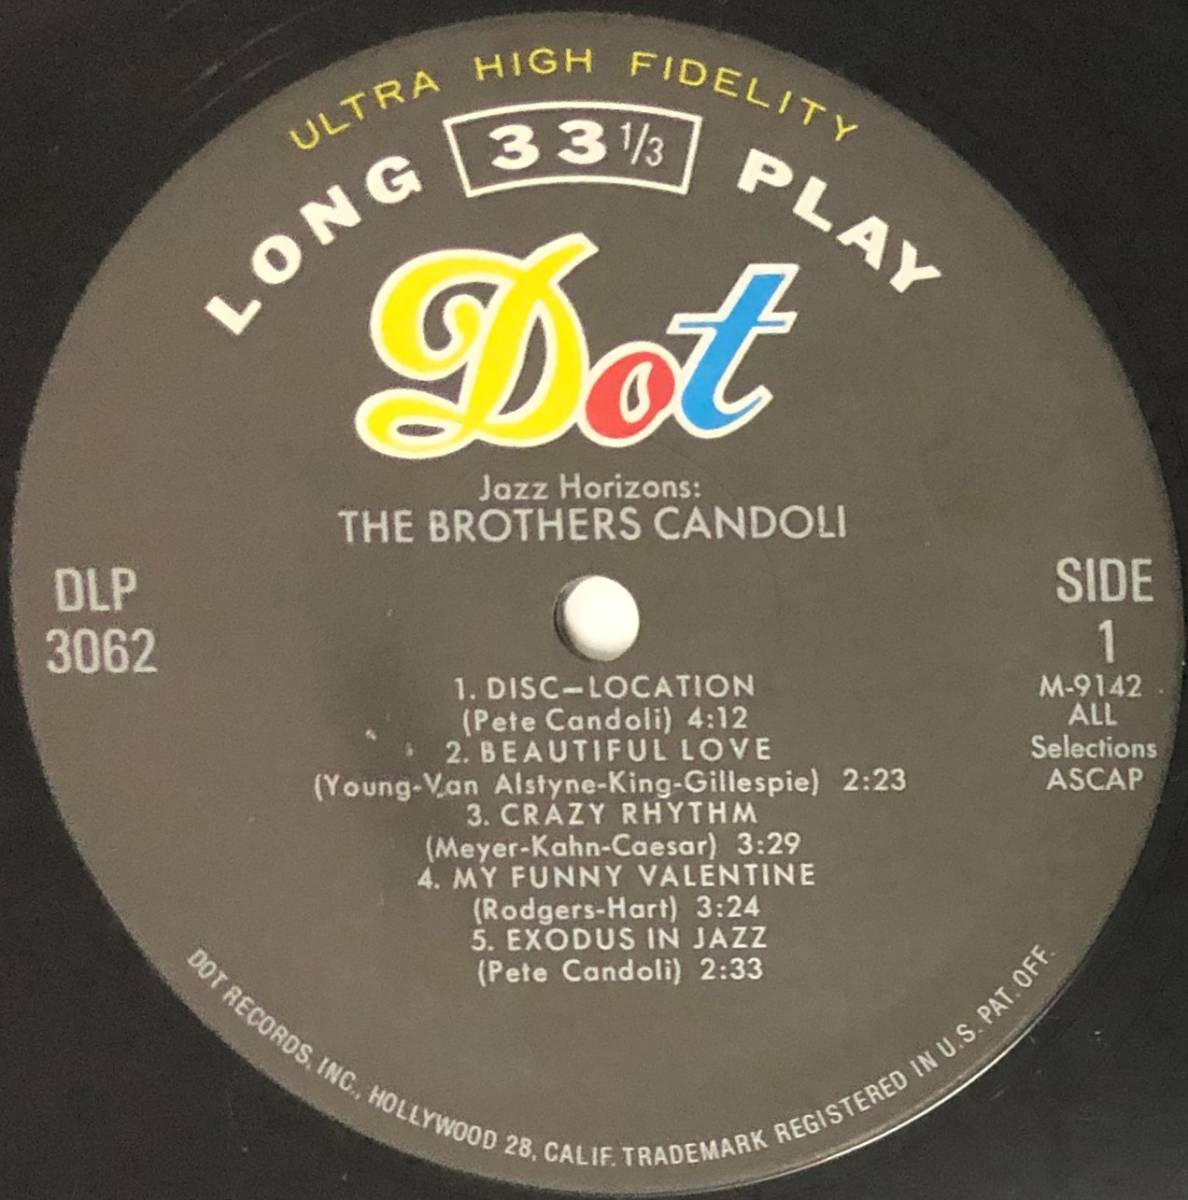 ULTRA HIGH FIDELITY
LONG 33 1/3 PLAY
Dot
Jazz Horizons:
THE BROTHERS CANDOLI
DLP
3062
SIDE
1
M-9142
ALL
Selections
ASCAP
1. DISC–LOCATION
(Pete Candoli) 4:12
2. BEAUTIFUL LOVE
(Young-Van Alstyne-King-Gillespie) 2:23
3. CRAZY RHYTHM
(Meyer-Kahn-Caesar) 3:29
4. MY FUNNY VALENTINE
(Rodgers-Hart) 3:24
5. EXODUS IN JAZZ
(Pete Candoli) 2:33
DOT RECORDS, INC., HOLLYWOOD 28, CALIF. TRADEMARK REGISTERED IN U.S. PAT. OFF.